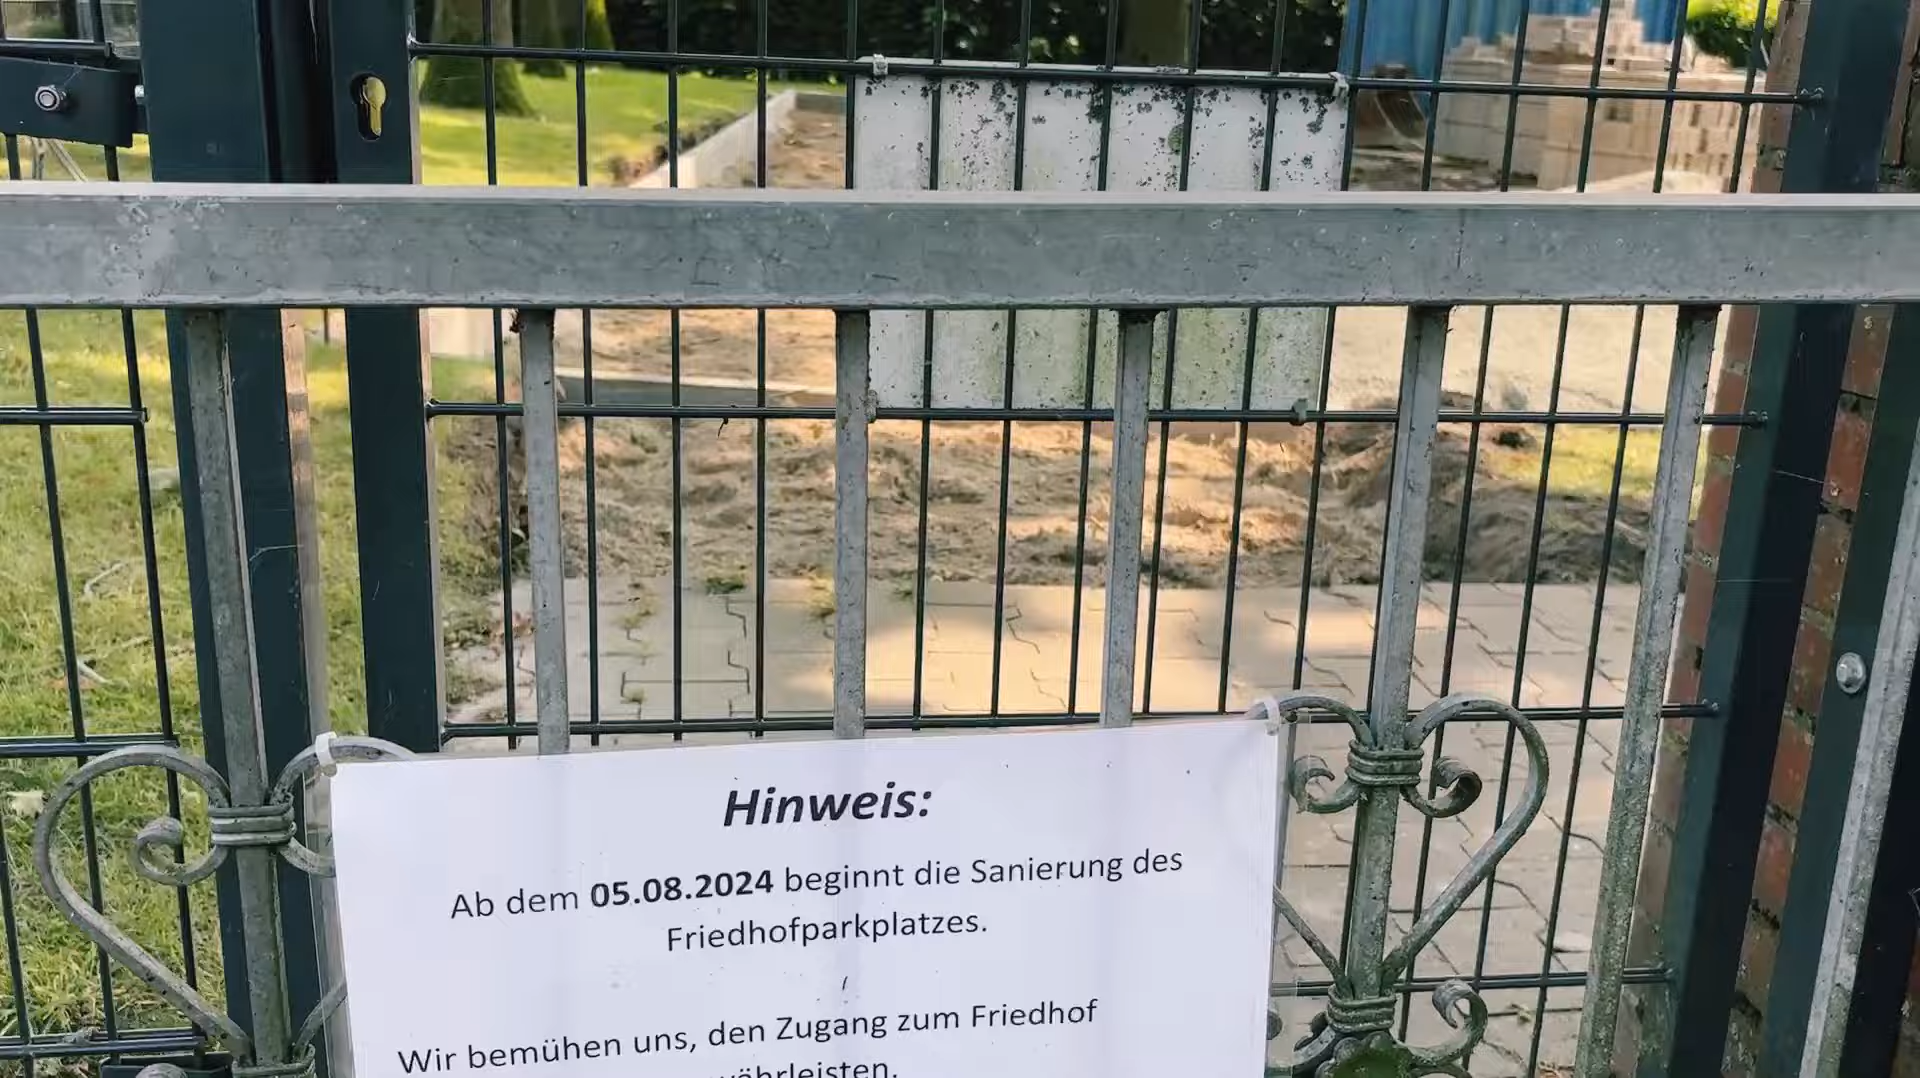 Hinweis:
Ab dem 05.08.2024 beginnt die Sanierung des
Friedhofparkplatzes.
Wir bemühen uns, den Zugang zum Friedhof